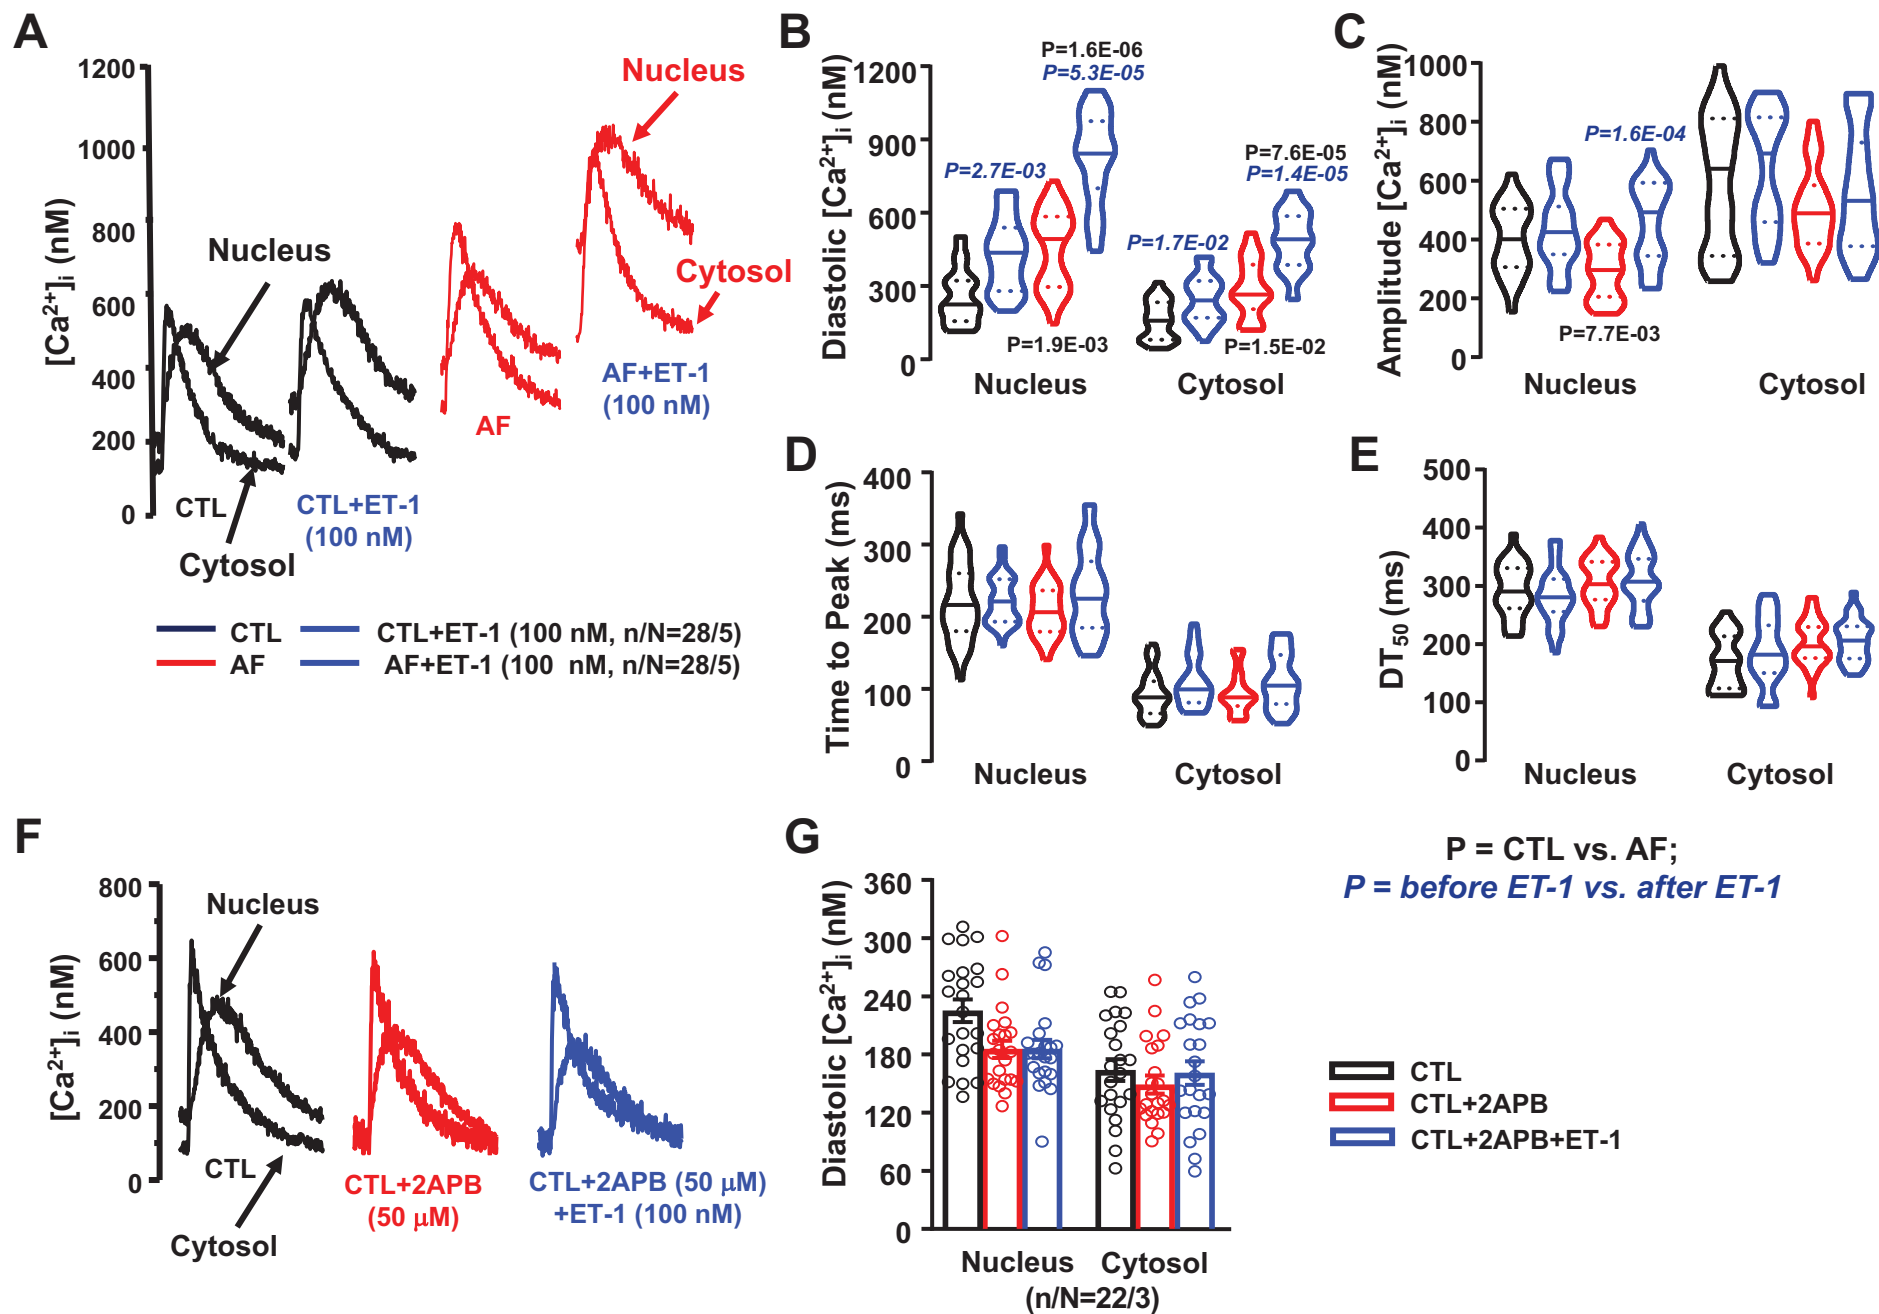 A
1200
1000
800
600
400
200
0
[Ca2+]i (nM)
Nucleus
Cytosol
Nucleus
Cytosol
CTL
CTL+ET-1
(100 nM)
AF
AF+ET-1
(100 nM)
CTL
CTL+ET-1 (100 nM, n/N=28/5)
AF
AF+ET-1 (100 nM, n/N=28/5)
B
1200
900
600
300
0
Diastolic [Ca2+]i (nM)
P=1.6E-06
P=5.3E-05
P=2.7E-03
P=1.9E-03
P=7.6E-05
P=1.4E-05
P=1.7E-02
P=1.5E-02
Nucleus
Cytosol
C
1000
800
600
400
200
0
Amplitude [Ca2+]i (nM)
P=1.6E-04
P=7.7E-03
Nucleus
Cytosol
D
400
300
200
100
0
Time to Peak (ms)
Nucleus
Cytosol
E
500
400
300
200
100
0
DT50 (ms)
Nucleus
Cytosol
F
800
600
400
200
0
[Ca2+]i (nM)
Nucleus
CTL
Cytosol
CTL+2APB
(50 μM)
CTL+2APB (50 μM)
+ET-1 (100 nM)
G
360
300
240
180
120
60
0
Diastolic [Ca2+]i (nM)
Nucleus
Cytosol
(n/N=22/3)
P = CTL vs. AF;
P = before ET-1 vs. after ET-1
CTL
CTL+2APB
CTL+2APB+ET-1